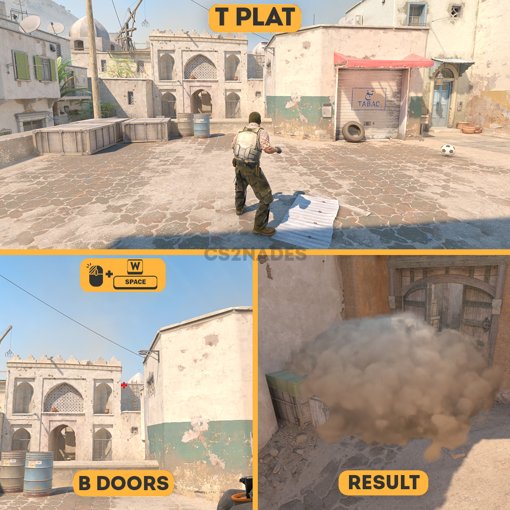 T PLAT
TABAC
CS2NADES
+
W
SPACE
B DOORS
RESULT